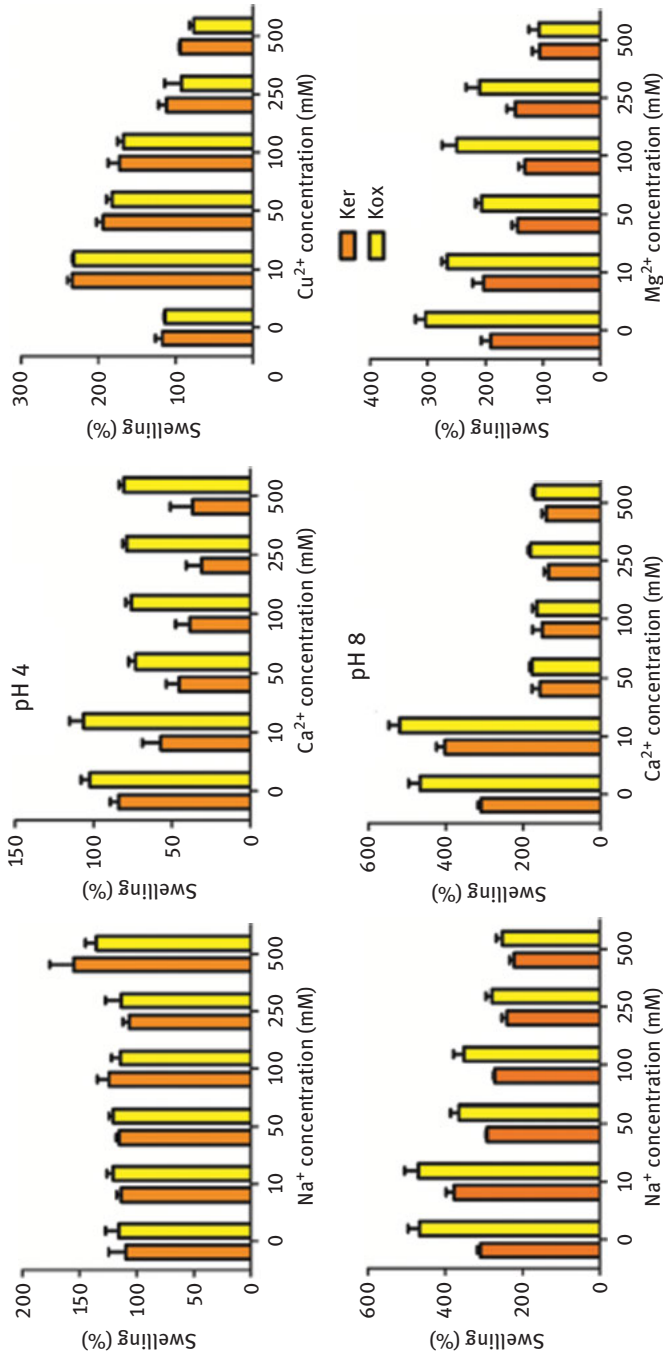 pH 4
200
150
100
50
0
Swelling (%)
0 10 50 100 250 500
Na⁺ concentration (mM)
150
100
50
0
Swelling (%)
0 10 50 100 250 500
Ca²⁺ concentration (mM)
300
200
100
0
Swelling (%)
0 10 50 100 250 500
Cu²⁺ concentration (mM)
pH 8
600
400
200
0
Swelling (%)
0 10 50 100 250 500
Na⁺ concentration (mM)
600
400
200
0
Swelling (%)
0 10 50 100 250 500
Ca²⁺ concentration (mM)
Ker
Kox
400
300
200
100
0
Swelling (%)
0 10 50 100 250 500
Mg²⁺ concentration (mM)